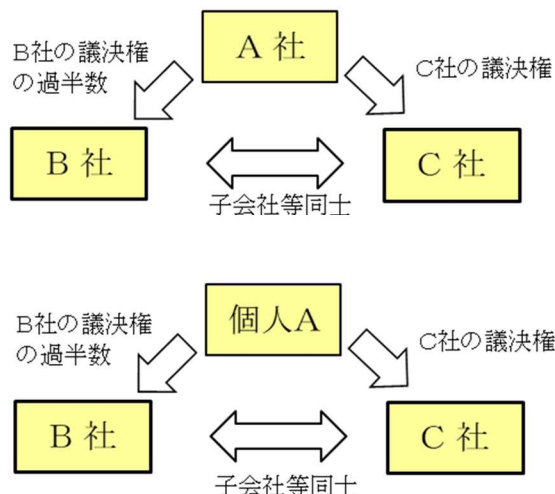 A 社
B社の議決権
の過半数
C社の議決権
B 社
C 社
子会社等同士
個人A
B社の議決権
の過半数
C社の議決権
B 社
C 社
子会社等同士